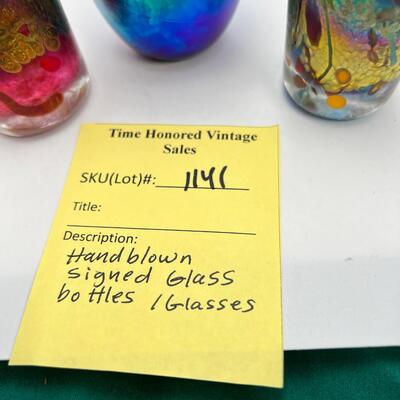 Time Honored Vintage
Sales
SKU(Lot)#: 1141
Title:
Description:
Handblown
signed Glass
bottles /Glasses